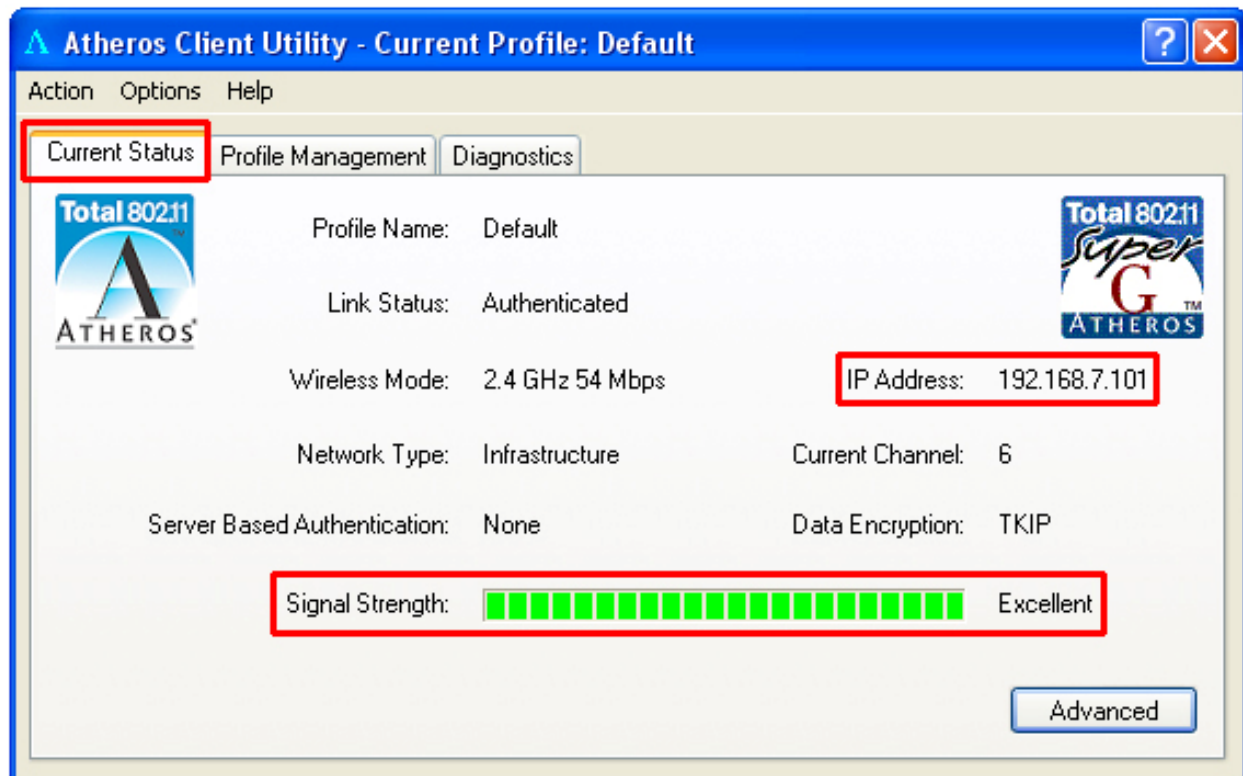 Atheros Client Utility - Current Profile: Default
Action Options Help
Current Status Profile Management Diagnostics
Total 802.11
ATHEROS
Total 802.11
Super
G™
ATHEROS
Profile Name: Default
Link Status: Authenticated
Wireless Mode: 2.4 GHz 54 Mbps IP Address: 192.168.7.101
Network Type: Infrastructure Current Channel: 6
Server Based Authentication: None Data Encryption: TKIP
Signal Strength: Excellent
Advanced